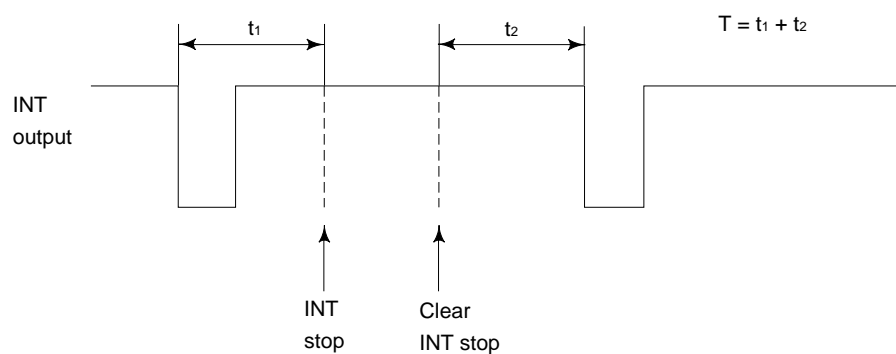 t1
t2
T = t1 + t2
INT
output
INT
stop
Clear
INT stop